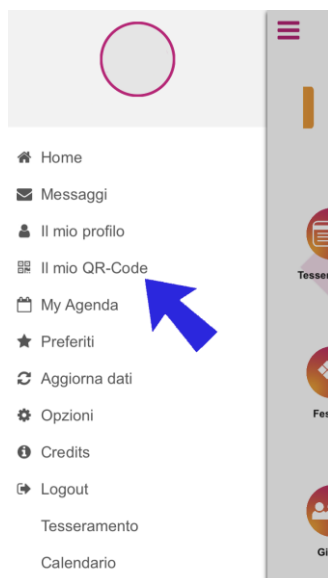 Home
Messaggi
Il mio profilo
Il mio QR-Code
My Agenda
Preferiti
Aggiorna dati
Opzioni
Credits
Logout
Tesseramento
Calendario